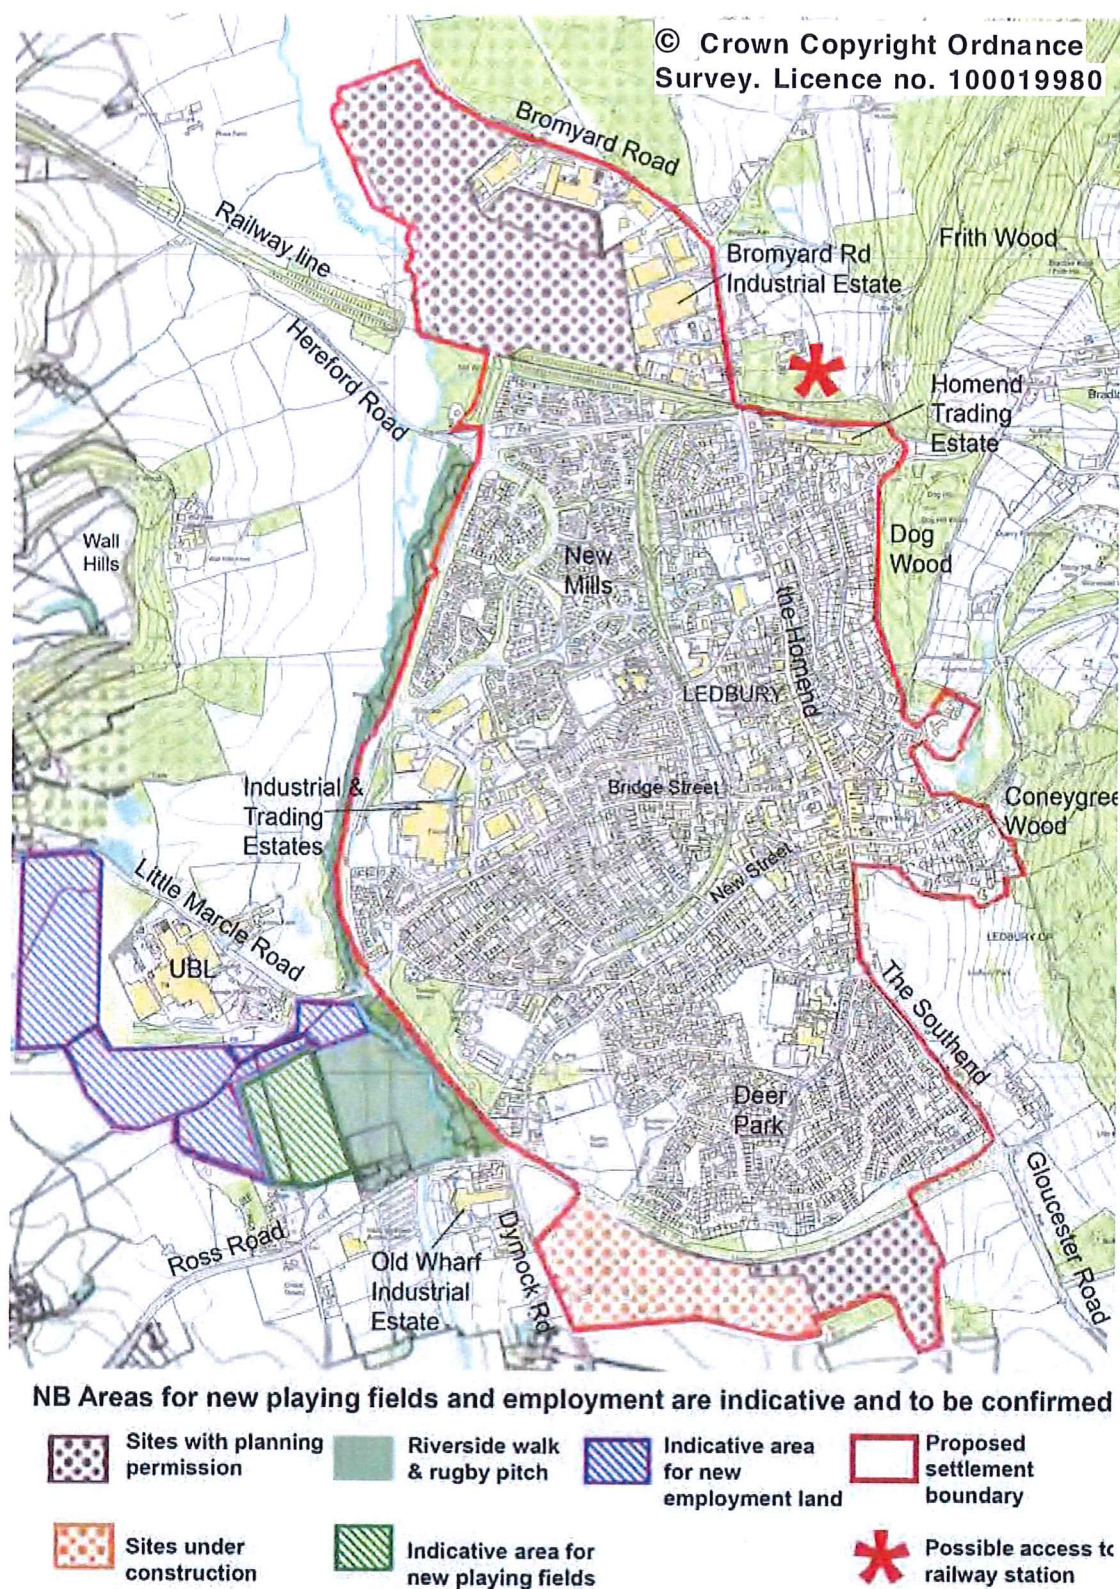 © Crown Copyright Ordnance
Survey. Licence no. 100019980
Bromyard Road
Railway line
Frith Wood
Bromyard Rd
Industrial Estate
Hereford Road
Homend
Trading
Estate
Wall
Hills
New
Mills
Dog
Wood
the Homend
LEDBURY
Industrial &
Trading
Estates
Bridge Street
Coneygree
Wood
Little Marcle Road
New Street
UBL
LEDBURY CP
The Southend
Deer
Park
Ross Road
Old Wharf
Industrial
Estate
Dymock Rd
Gloucester Road
NB Areas for new playing fields and employment are indicative and to be confirmed
Sites with planning
permission
Riverside walk
& rugby pitch
Indicative area
for new
employment land
Proposed
settlement
boundary
Sites under
construction
Indicative area for
new playing fields
Possible access to
railway station